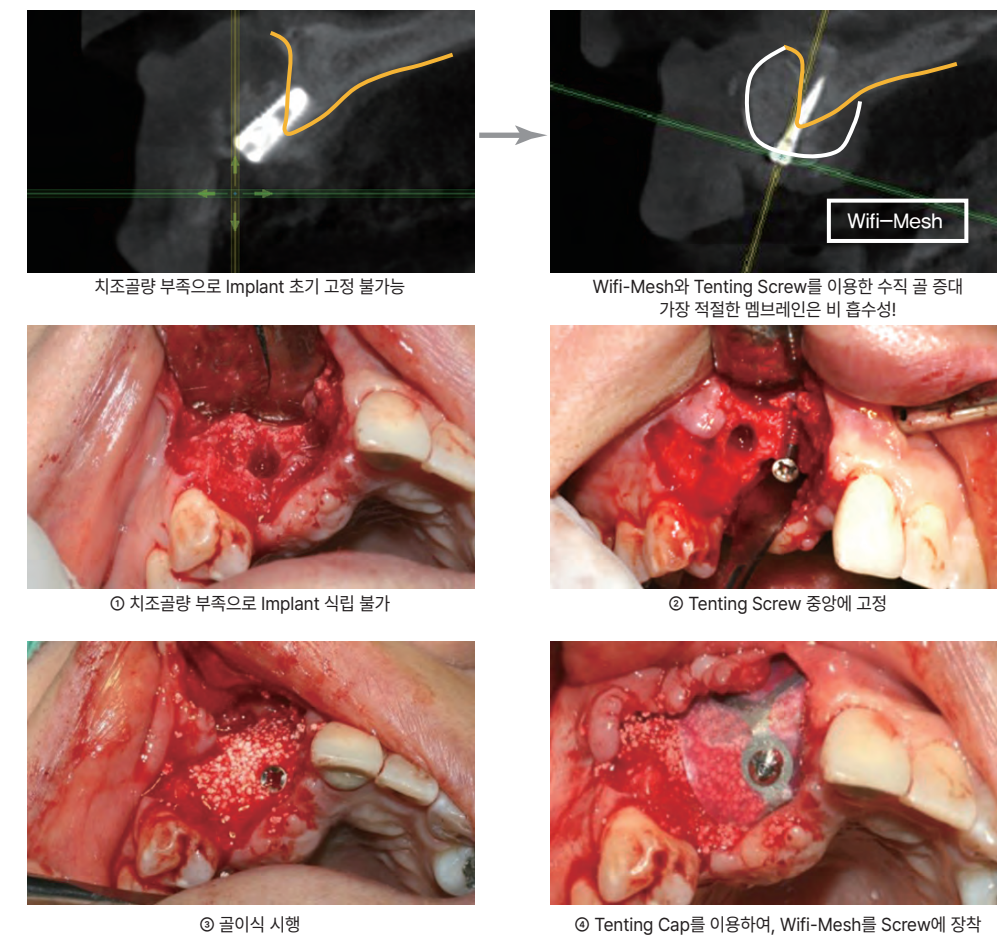 Wifi-Mesh
치조골량 부족으로 Implant 초기 고정 불가능
Wifi-Mesh와 Tenting Screw를 이용한 수직 골 증대
가장 적절한 멤브레인은 비 흡수성!
① 치조골량 부족으로 Implant 식립 불가
② Tenting Screw 중앙에 고정
③ 골이식 시행
④ Tenting Cap를 이용하여, Wifi-Mesh를 Screw에 장착